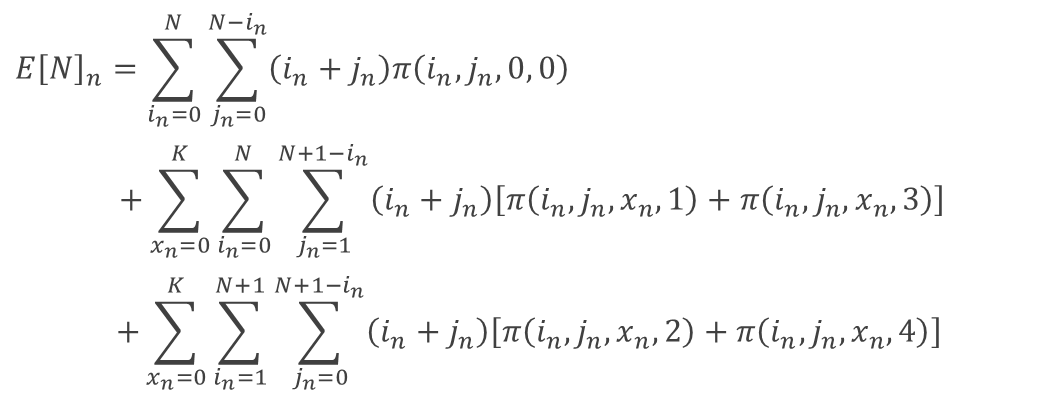 $E[N]_n = \sum_{i_n=0}^{N} \sum_{j_n=0}^{N-i_n} (i_n + j_n)\pi(i_n, j_n, 0, 0)$
$+ \sum_{x_n=0}^{K} \sum_{i_n=0}^{N} \sum_{j_n=1}^{N+1-i_n} (i_n + j_n)[\pi(i_n, j_n, x_n, 1) + \pi(i_n, j_n, x_n, 3)]$
$+ \sum_{x_n=0}^{K} \sum_{i_n=1}^{N+1} \sum_{j_n=0}^{N+1-i_n} (i_n + j_n)[\pi(i_n, j_n, x_n, 2) + \pi(i_n, j_n, x_n, 4)]$